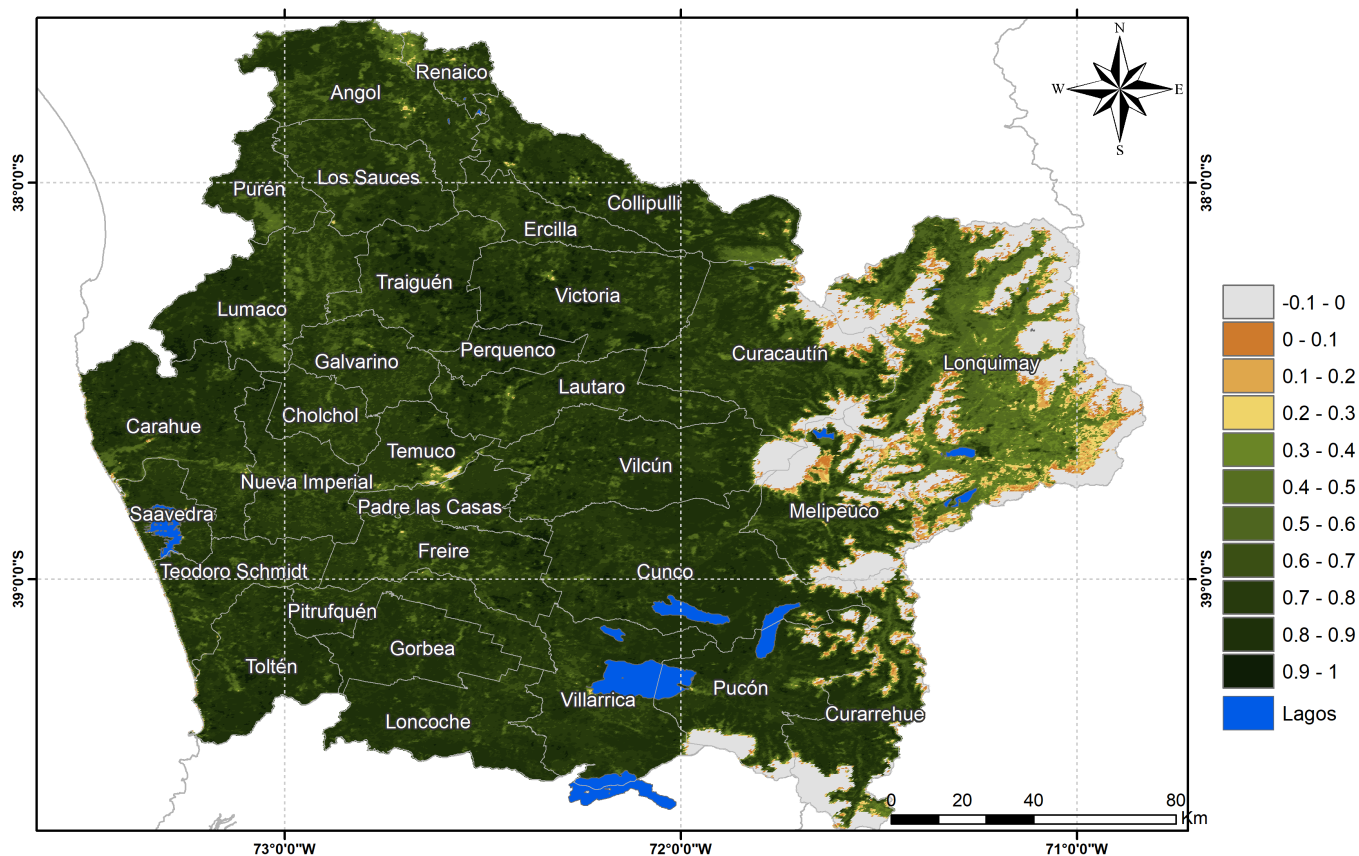 N
W
E
S
Renaico
Angol
38°0'0"S
38°0'0"S
Los Sauces
Purén
Collipulli
Ercilla
Traiguén
Victoria
Lumaco
Perquenco
Curacautín
Galvarino
Lonquimay
Lautaro
Cholchol
Carahue
Temuco
Vilcún
Nueva Imperial
Padre las Casas
Melipeuco
Saavedra
Freire
Teodoro Schmidt
Cunco
39°0'0"S
39°0'0"S
Pitrufquén
Gorbea
Toltén
Pucón
Villarrica
Curarrehue
Loncoche
-0.1 - 0
0 - 0.1
0.1 - 0.2
0.2 - 0.3
0.3 - 0.4
0.4 - 0.5
0.5 - 0.6
0.6 - 0.7
0.7 - 0.8
0.8 - 0.9
0.9 - 1
Lagos
0 20 40 80
Km
73°0'0"W
72°0'0"W
71°0'0"W